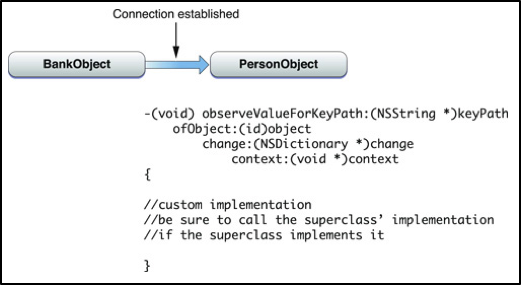 Connection established
BankObject
PersonObject
-(void) observeValueForKeyPath:(NSString *)keyPath
ofObject:(id)object
change:(NSDictionary *)change
context:(void *)context
{
//custom implementation
//be sure to call the superclass’ implementation
//if the superclass implements it
}